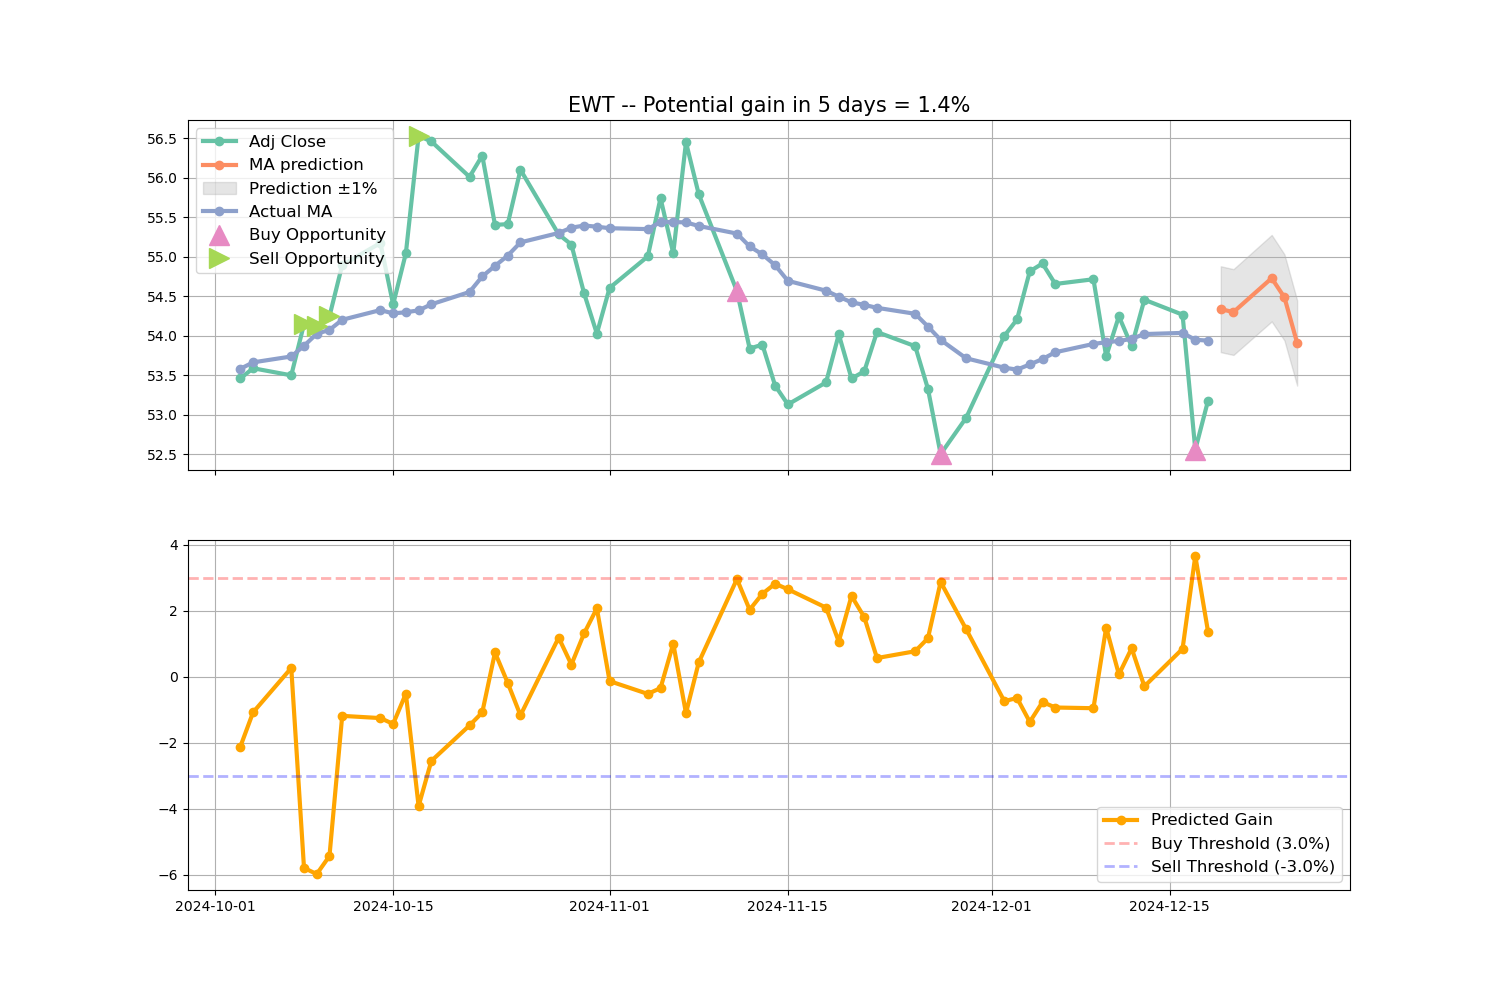 EWT -- Potential gain in 5 days = 1.4%
56.5
56.0
55.5
55.0
54.5
54.0
53.5
53.0
52.5
Adj Close
MA prediction
Prediction ±1%
Actual MA
Buy Opportunity
Sell Opportunity
4
2
0
−2
−4
−6
Predicted Gain
Buy Threshold (3.0%)
Sell Threshold (-3.0%)
2024-10-01 2024-10-15 2024-11-01 2024-11-15 2024-12-01 2024-12-15